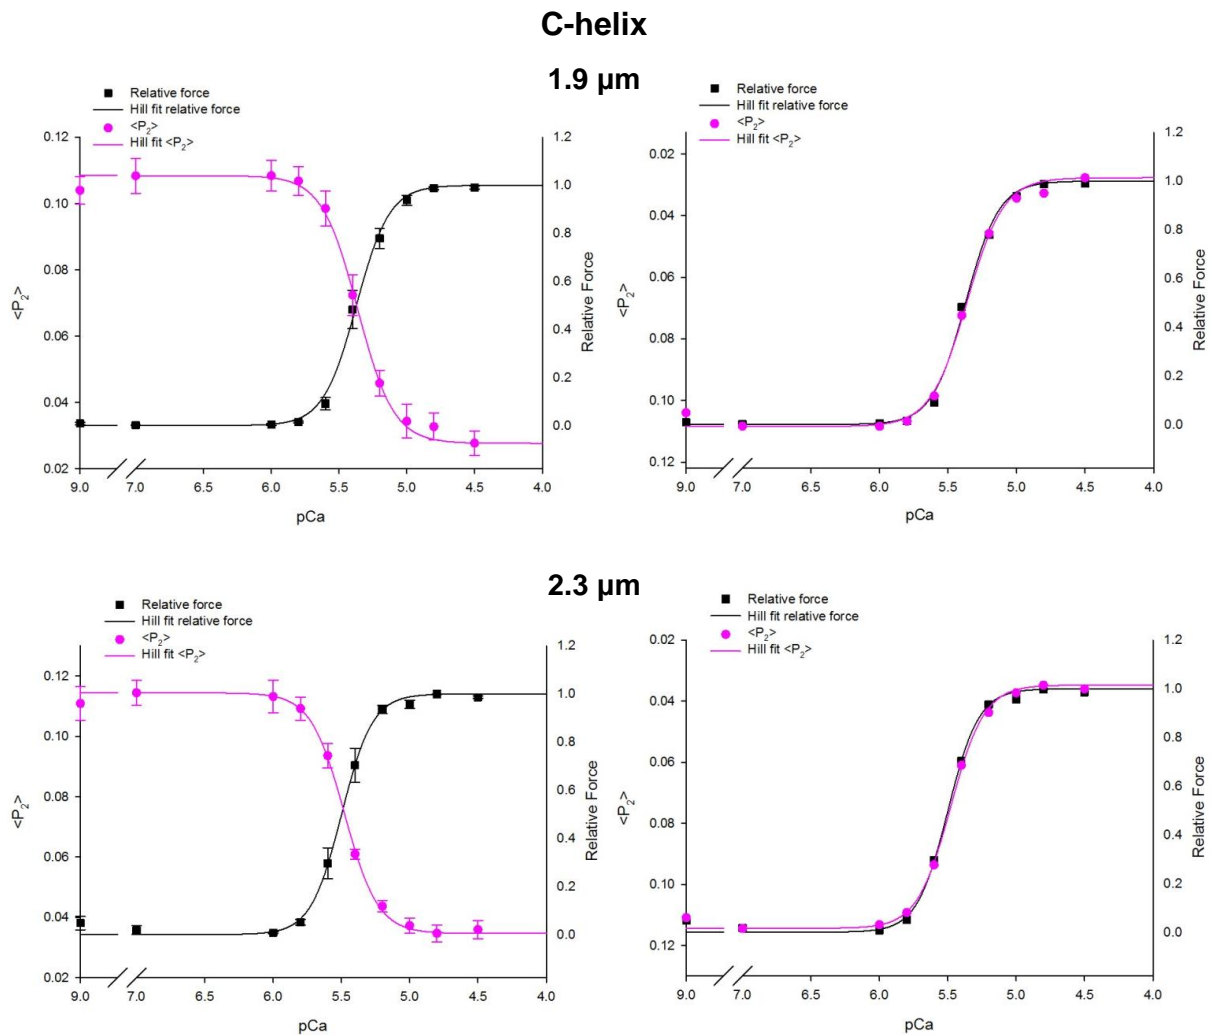 C-helix
1.9 µm
Relative force
Hill fit relative force
<P₂>
Hill fit <P₂>
0.12
0.10
0.08
0.06
0.04
0.02
<P₂>
1.2
1.0
0.8
0.6
0.4
0.2
0.0
Relative Force
9.0 7.0 6.5 6.0 5.5 5.0 4.5 4.0
pCa
Relative force
Hill fit relative force
<P₂>
Hill fit <P₂>
0.02
0.04
0.06
0.08
0.10
0.12
<P₂>
1.2
1.0
0.8
0.6
0.4
0.2
0.0
Relative Force
9.0 7.0 6.5 6.0 5.5 5.0 4.5 4.0
pCa
2.3 µm
Relative force
Hill fit relative force
<P₂>
Hill fit <P₂>
0.12
0.10
0.08
0.06
0.04
0.02
<P₂>
1.2
1.0
0.8
0.6
0.4
0.2
0.0
Relative Force
9.0 7.0 6.5 6.0 5.5 5.0 4.5 4.0
pCa
Relative force
Hill fit relative force
<P₂>
Hill fit <P₂>
0.02
0.04
0.06
0.08
0.10
0.12
<P₂>
1.2
1.0
0.8
0.6
0.4
0.2
0.0
Relative Force
9.0 7.0 6.5 6.0 5.5 5.0 4.5 4.0
pCa